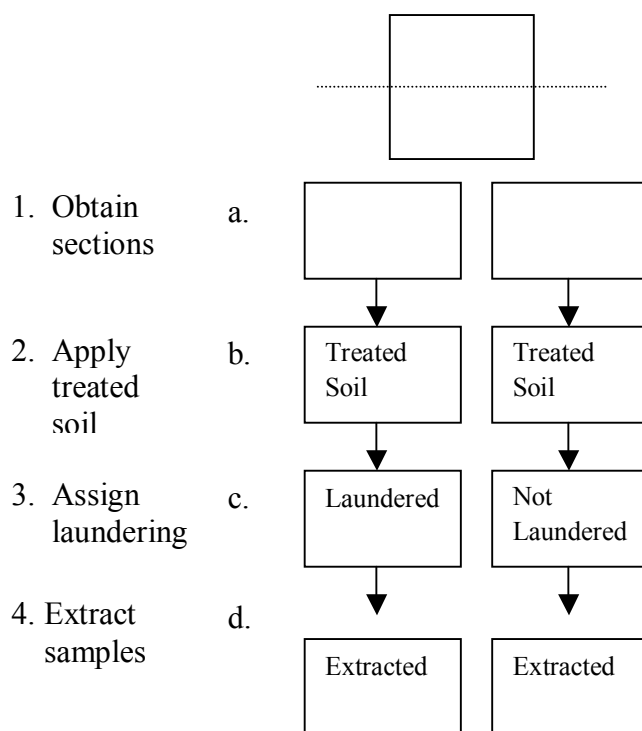 1. Obtain
sections
a.
2. Apply
treated
soil
b.
Treated
Soil
Treated
Soil
3. Assign
laundering
c.
Laundered
Not
Laundered
4. Extract
samples
d.
Extracted
Extracted